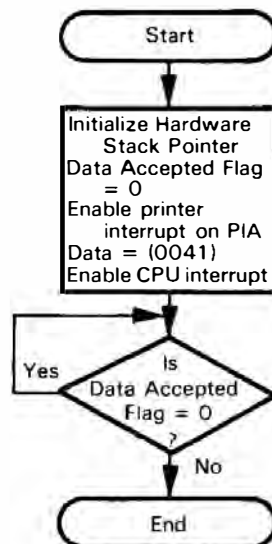 Start
Initialize Hardware
Stack Pointer
Data Accepted Flag
= 0
Enable printer
interrupt on PIA
Data = (0041)
Enable CPU interrupt
Is
Yes
Data Accepted
Flag = 0
?
No
End